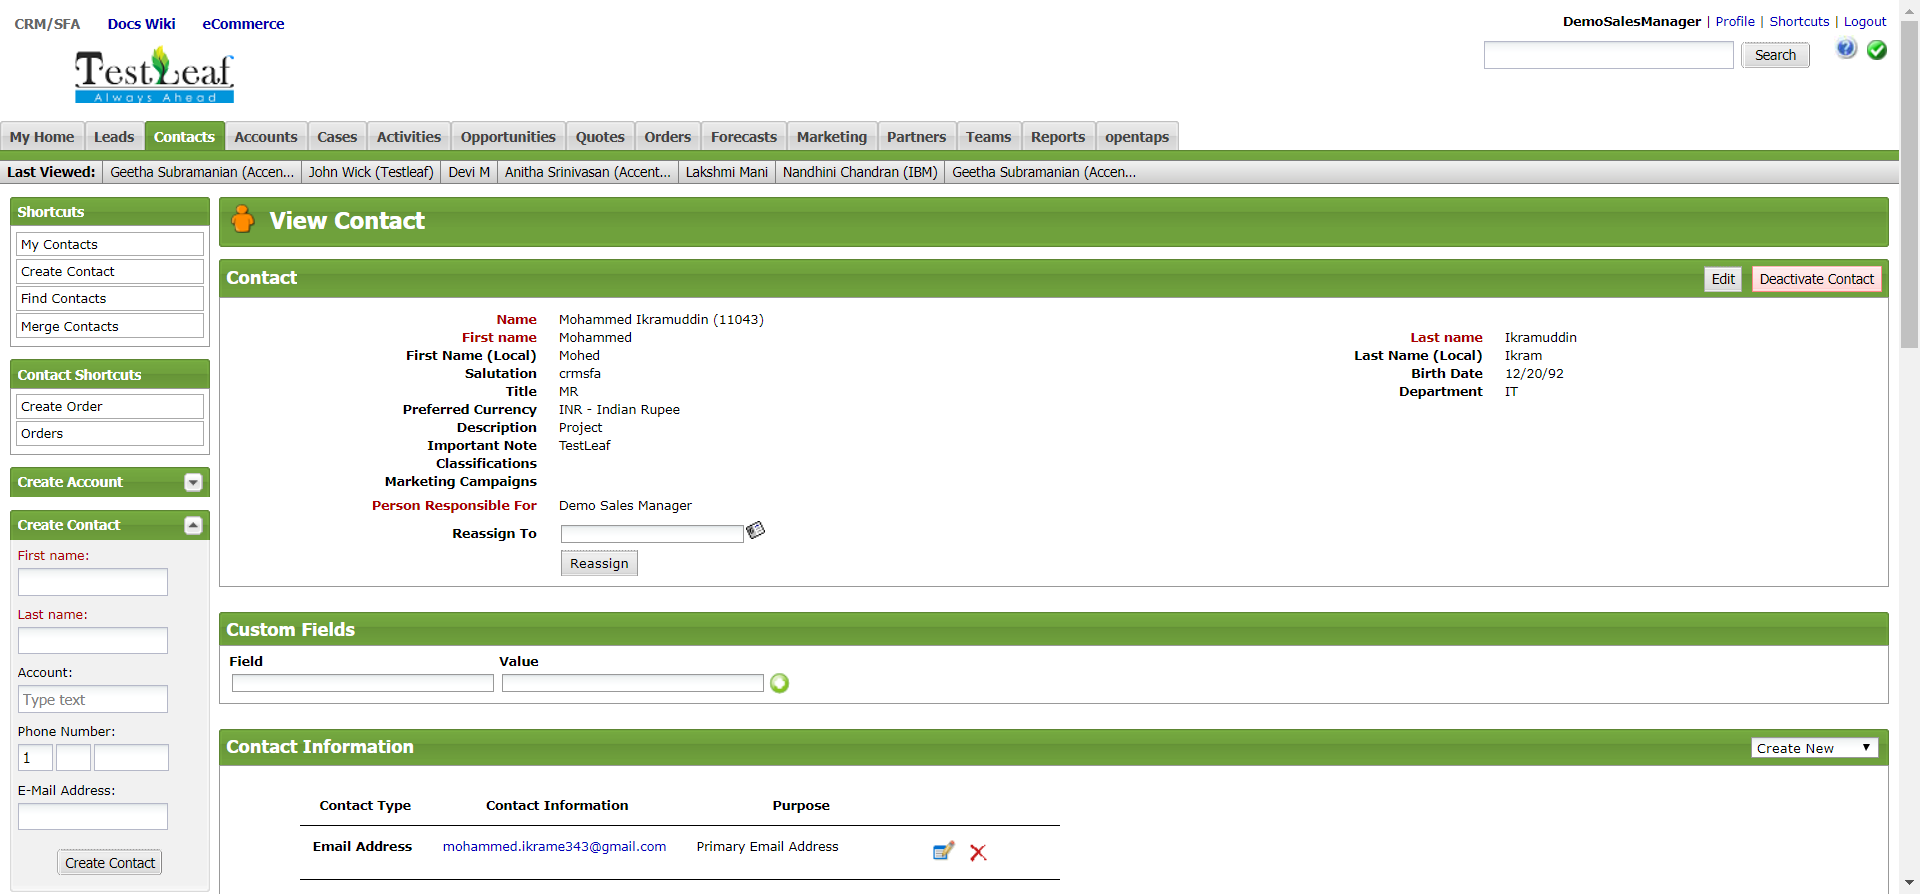 CRM/SFA Docs Wiki eCommerce
DemoSalesManager | Profile | Shortcuts | Logout
TestLeaf
Always Ahead
Search
My Home Leads Contacts Accounts Cases Activities Opportunities Quotes Orders Forecasts Marketing Partners Teams Reports opentaps
Last Viewed: Geetha Subramanian (Accen... John Wick (Testleaf) Devi M Anitha Srinivasan (Accent... Lakshmi Mani Nandhini Chandran (IBM) Geetha Subramanian (Accen...
Shortcuts
My Contacts
Create Contact
Find Contacts
Merge Contacts
Contact Shortcuts
Create Order
Orders
Create Account
Create Contact
First name:
Last name:
Account:
Type text
Phone Number:
1
E-Mail Address:
Create Contact
View Contact
Contact Edit Deactivate Contact
Name Mohammed Ikramuddin (11043)
First name Mohammed Last name Ikramuddin
First Name (Local) Mohed Last Name (Local) Ikram
Salutation crmsfa Birth Date 12/20/92
Title MR Department IT
Preferred Currency INR - Indian Rupee
Description Project
Important Note TestLeaf
Classifications
Marketing Campaigns
Person Responsible For Demo Sales Manager
Reassign To
Reassign
Custom Fields
Field Value
Contact Information Create New
Contact Type Contact Information Purpose
Email Address mohammed.ikrame343@gmail.com Primary Email Address